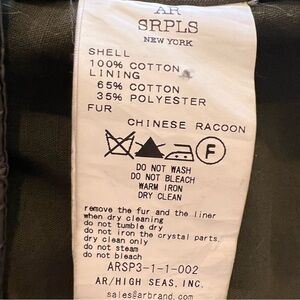 AR
SRPLS
NEW YORK
SHELL
100% COTTON
LINING
65% COTTON
35% POLYESTER
FUR
CHINESE RACOON
F
DO NOT WASH
DO NOT BLEACH
WARM IRON
DRY CLEAN
remove the fur and the liner
when dry cleaning
do not tumble dry
do not iron the crystal parts,
dry clean only
do not steam
do not bleach
ARSP3-1-1-002
AR/HIGH SEAS, INC.
sales@arbrand.com